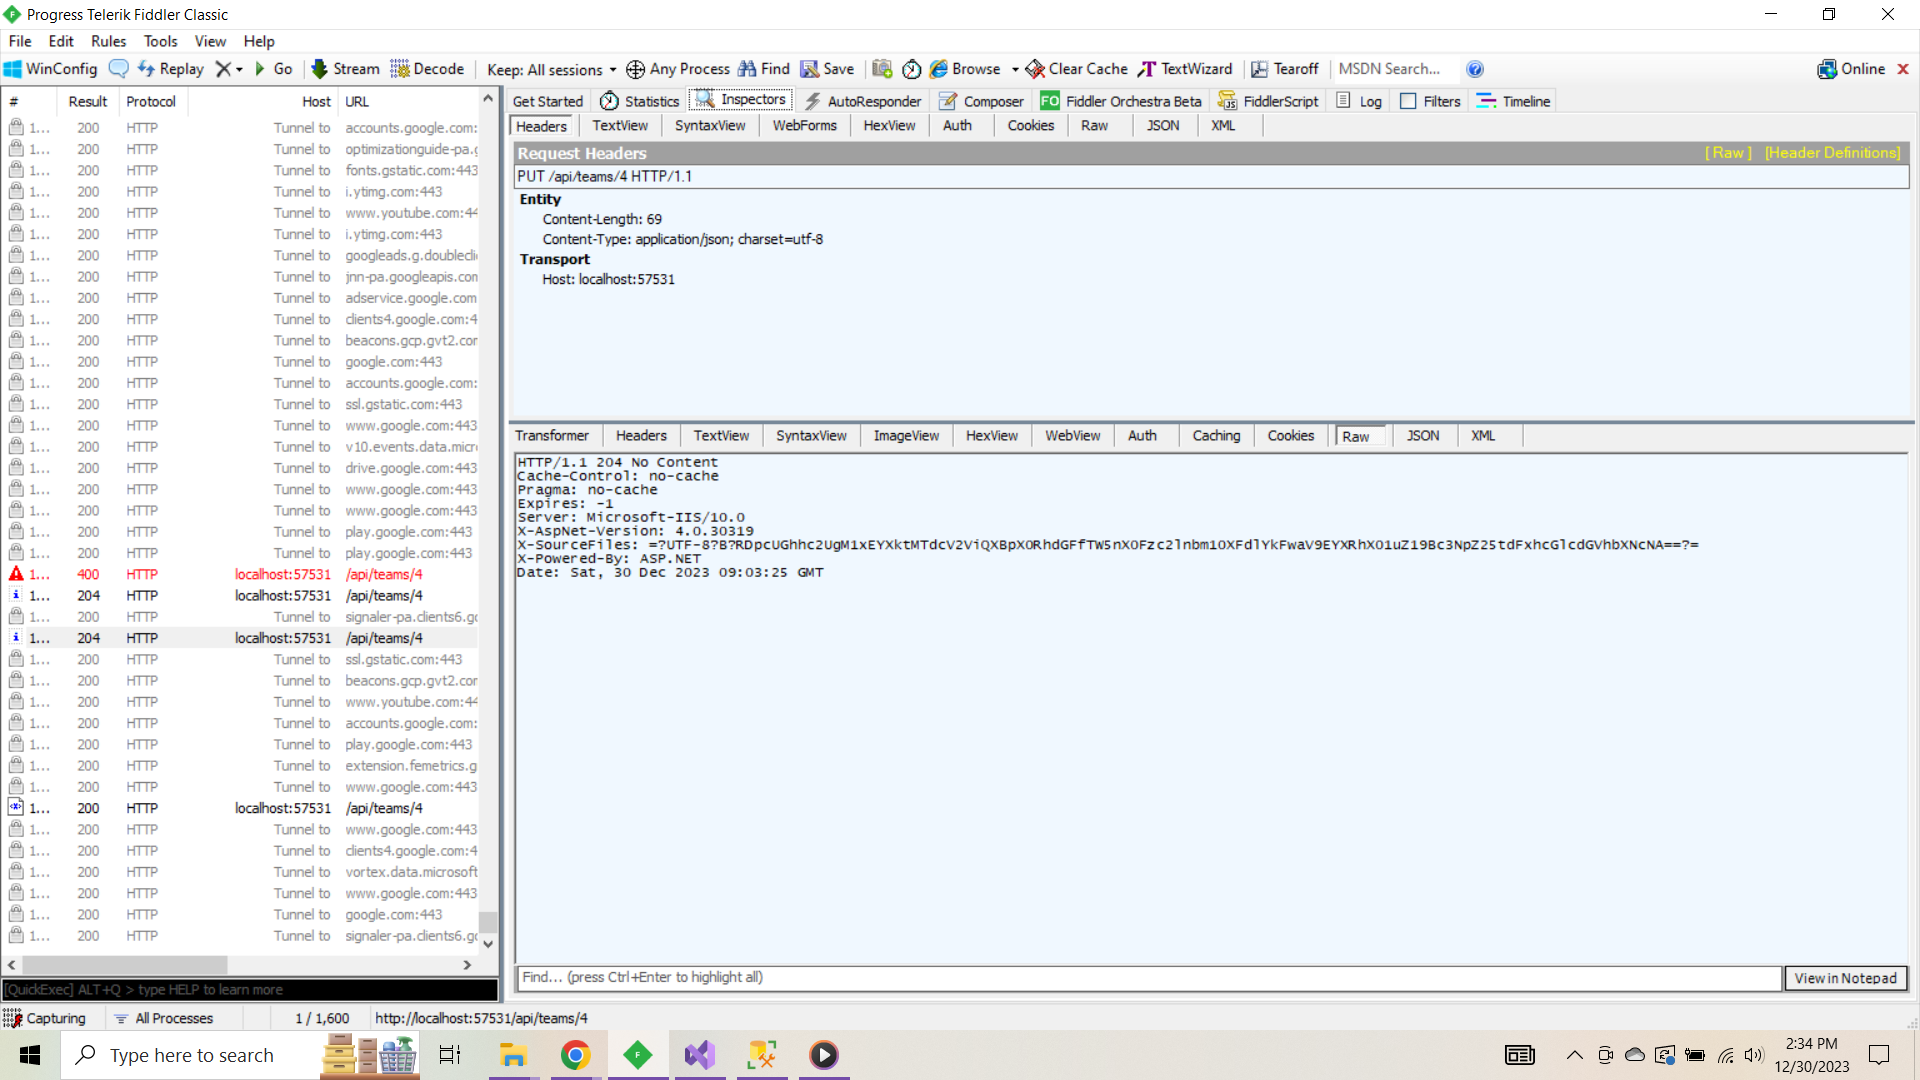 Progress Telerik Fiddler Classic
File Edit Rules Tools View Help
WinConfig Replay Go Stream Decode Keep: All sessions Any Process Find Save Browse Clear Cache TextWizard Tearoff MSDN Search... Online
# Result Protocol Host URL
1... 200 HTTP Tunnel to accounts.google.com:
1... 200 HTTP Tunnel to optimizationguide-pa.g
1... 200 HTTP Tunnel to fonts.gstatic.com:443
1... 200 HTTP Tunnel to i.ytimg.com:443
1... 200 HTTP Tunnel to www.youtube.com:44
1... 200 HTTP Tunnel to i.ytimg.com:443
1... 200 HTTP Tunnel to googleads.g.doublecli
1... 200 HTTP Tunnel to jnn-pa.googleapis.com
1... 200 HTTP Tunnel to adservice.google.com
1... 200 HTTP Tunnel to clients4.google.com:4
1... 200 HTTP Tunnel to beacons.gcp.gvt2.com
1... 200 HTTP Tunnel to google.com:443
1... 200 HTTP Tunnel to accounts.google.com:
1... 200 HTTP Tunnel to ssl.gstatic.com:443
1... 200 HTTP Tunnel to www.google.com:443
1... 200 HTTP Tunnel to v10.events.data.micro
1... 200 HTTP Tunnel to drive.google.com:443
1... 200 HTTP Tunnel to www.google.com:443
1... 200 HTTP Tunnel to www.google.com:443
1... 200 HTTP Tunnel to play.google.com:443
1... 200 HTTP Tunnel to play.google.com:443
1... 400 HTTP localhost:57531 /api/teams/4
1... 204 HTTP localhost:57531 /api/teams/4
1... 200 HTTP Tunnel to signaler-pa.clients6.go
1... 204 HTTP localhost:57531 /api/teams/4
1... 200 HTTP Tunnel to ssl.gstatic.com:443
1... 200 HTTP Tunnel to beacons.gcp.gvt2.com
1... 200 HTTP Tunnel to www.youtube.com:44
1... 200 HTTP Tunnel to accounts.google.com:
1... 200 HTTP Tunnel to play.google.com:443
1... 200 HTTP Tunnel to extension.femetrics.g
1... 200 HTTP Tunnel to www.google.com:443
1... 200 HTTP localhost:57531 /api/teams/4
1... 200 HTTP Tunnel to www.google.com:443
1... 200 HTTP Tunnel to clients4.google.com:4
1... 200 HTTP Tunnel to vortex.data.microsoft
1... 200 HTTP Tunnel to www.google.com:443
1... 200 HTTP Tunnel to google.com:443
1... 200 HTTP Tunnel to signaler-pa.clients6.go
[QuickExec] ALT+Q > type HELP to learn more
Get Started Statistics Inspectors AutoResponder Composer FO Fiddler Orchestra Beta FiddlerScript Log Filters Timeline
Headers TextView SyntaxView WebForms HexView Auth Cookies Raw JSON XML
Request Headers [ Raw ] [Header Definitions]
PUT /api/teams/4 HTTP/1.1
Entity
Content-Length: 69
Content-Type: application/json; charset=utf-8
Transport
Host: localhost:57531
Transformer Headers TextView SyntaxView ImageView HexView WebView Auth Caching Cookies Raw JSON XML
HTTP/1.1 204 No Content
Cache-Control: no-cache
Pragma: no-cache
Expires: -1
Server: Microsoft-IIS/10.0
X-AspNet-Version: 4.0.30319
X-SourceFiles:
X-Powered-By: ASP.NET
Date: Sat, 30 Dec 2023 09:03:25 GMT
Find... (press Ctrl+Enter to highlight all) View in Notepad
Capturing All Processes 1 / 1,600 http://localhost:57531/api/teams/4
Type here to search
2:34 PM
12/30/2023